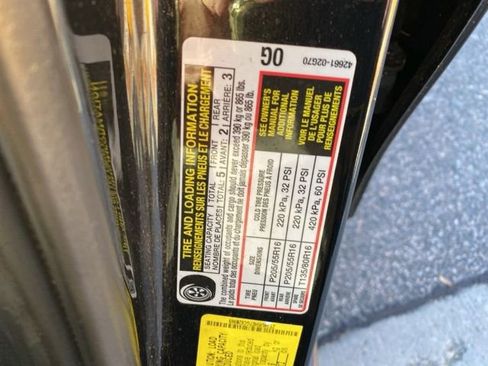 42661-02G70
0G
TIRE AND LOADING INFORMATION
RENSEIGNEMENTS SUR LES PNEUS ET LE CHARGEMENT
SEATING CAPACITY | TOTAL 5 | FRONT 2 | REAR 3
NOMBRE DE PLACES | TOTAL | AVANT | ARRIÈRE
The combined weight of occupants and cargo should never exceed 390 kg or 865 lbs.
Le poids total des occupants et du chargement ne doit jamais dépasser 390 kg ou 865 lb.
TIRE SIZE COLD TIRE PRESSURE
PNEU DIMENSIONS PRESSION DES PNEUS À FROID
FRONT AVANT P205/55R16 220 kPa, 32 PSI
REAR ARRIÈRE P205/55R16 220 kPa, 32 PSI
SPARE DE SECOURS T135/80R16 420 kPa, 60 PSI
SEE OWNER'S
MANUAL FOR
ADDITIONAL
INFORMATION
VOIR LE MANUEL
DE L'USAGER
POUR PLUS DE
RENSEIGNEMENTS